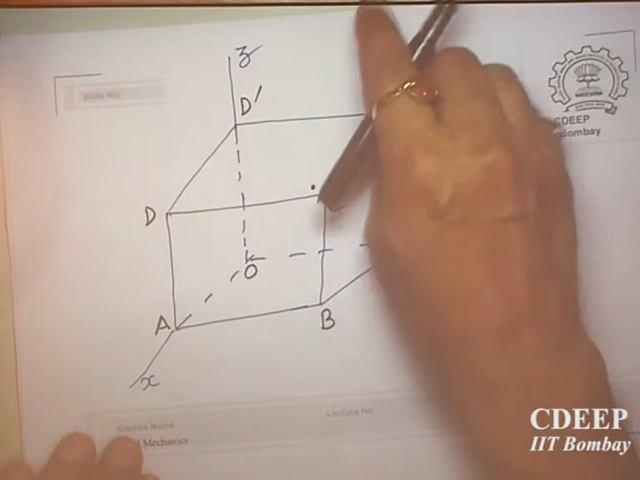 z
D'
Slide No.
CDEEP
Bombay
D
O
A
B
x
Course Name
Lecture No
Mechanics
CDEEP
IIT Bombay